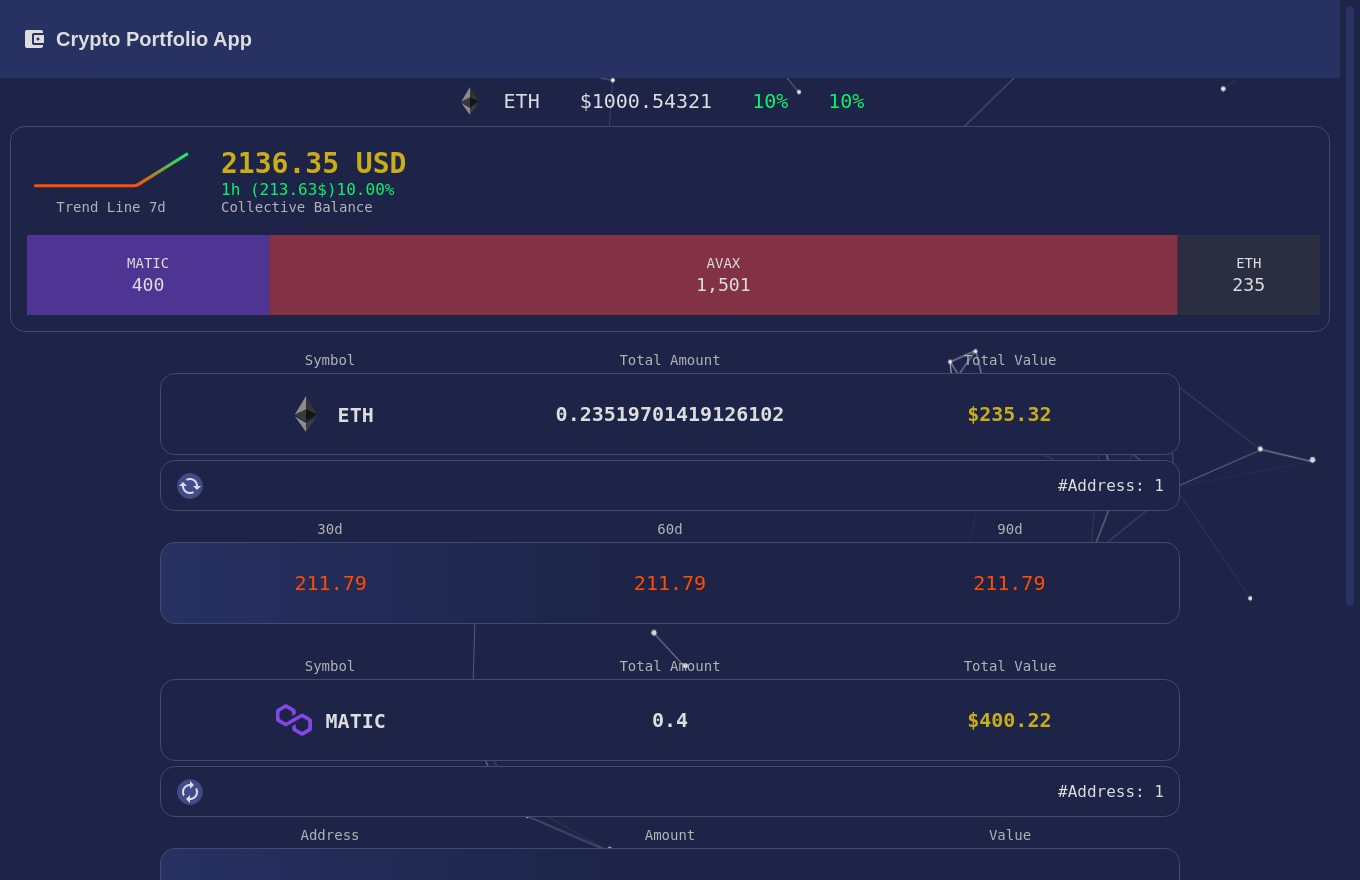 Crypto Portfolio App
ETH $1000.54321 10% 10%
2136.35 USD
1h (213.63$)10.00%
Trend Line 7d Collective Balance
MATIC AVAX ETH
400 1,501 235
Symbol Total Amount Total Value
ETH 0.23519701419126102 $235.32
#Address: 1
30d 60d 90d
211.79 211.79 211.79
Symbol Total Amount Total Value
MATIC 0.4 $400.22
#Address: 1
Address Amount Value